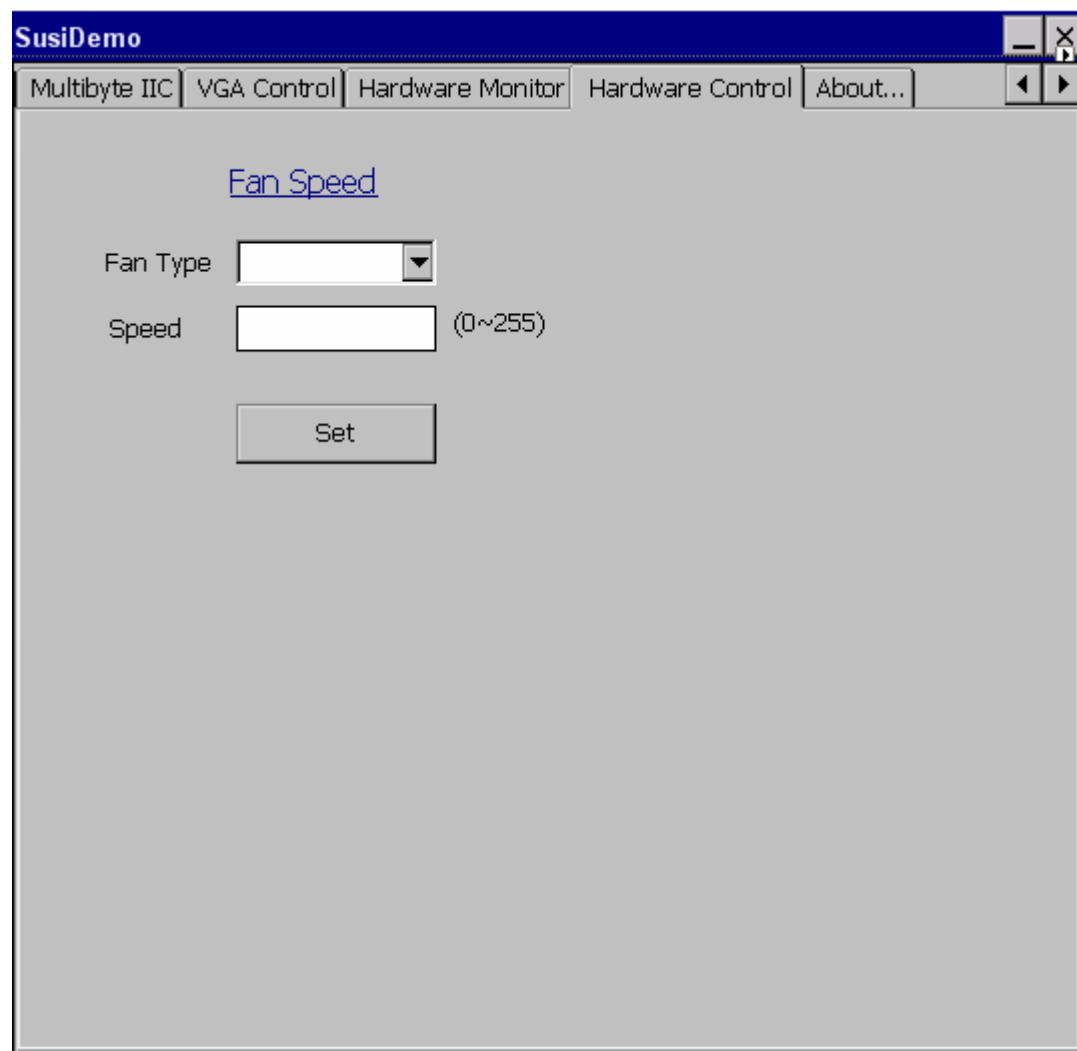 SusiDemo
Multibyte IIC VGA Control Hardware Monitor Hardware Control About...
Fan Speed
Fan Type
Speed (0~255)
Set